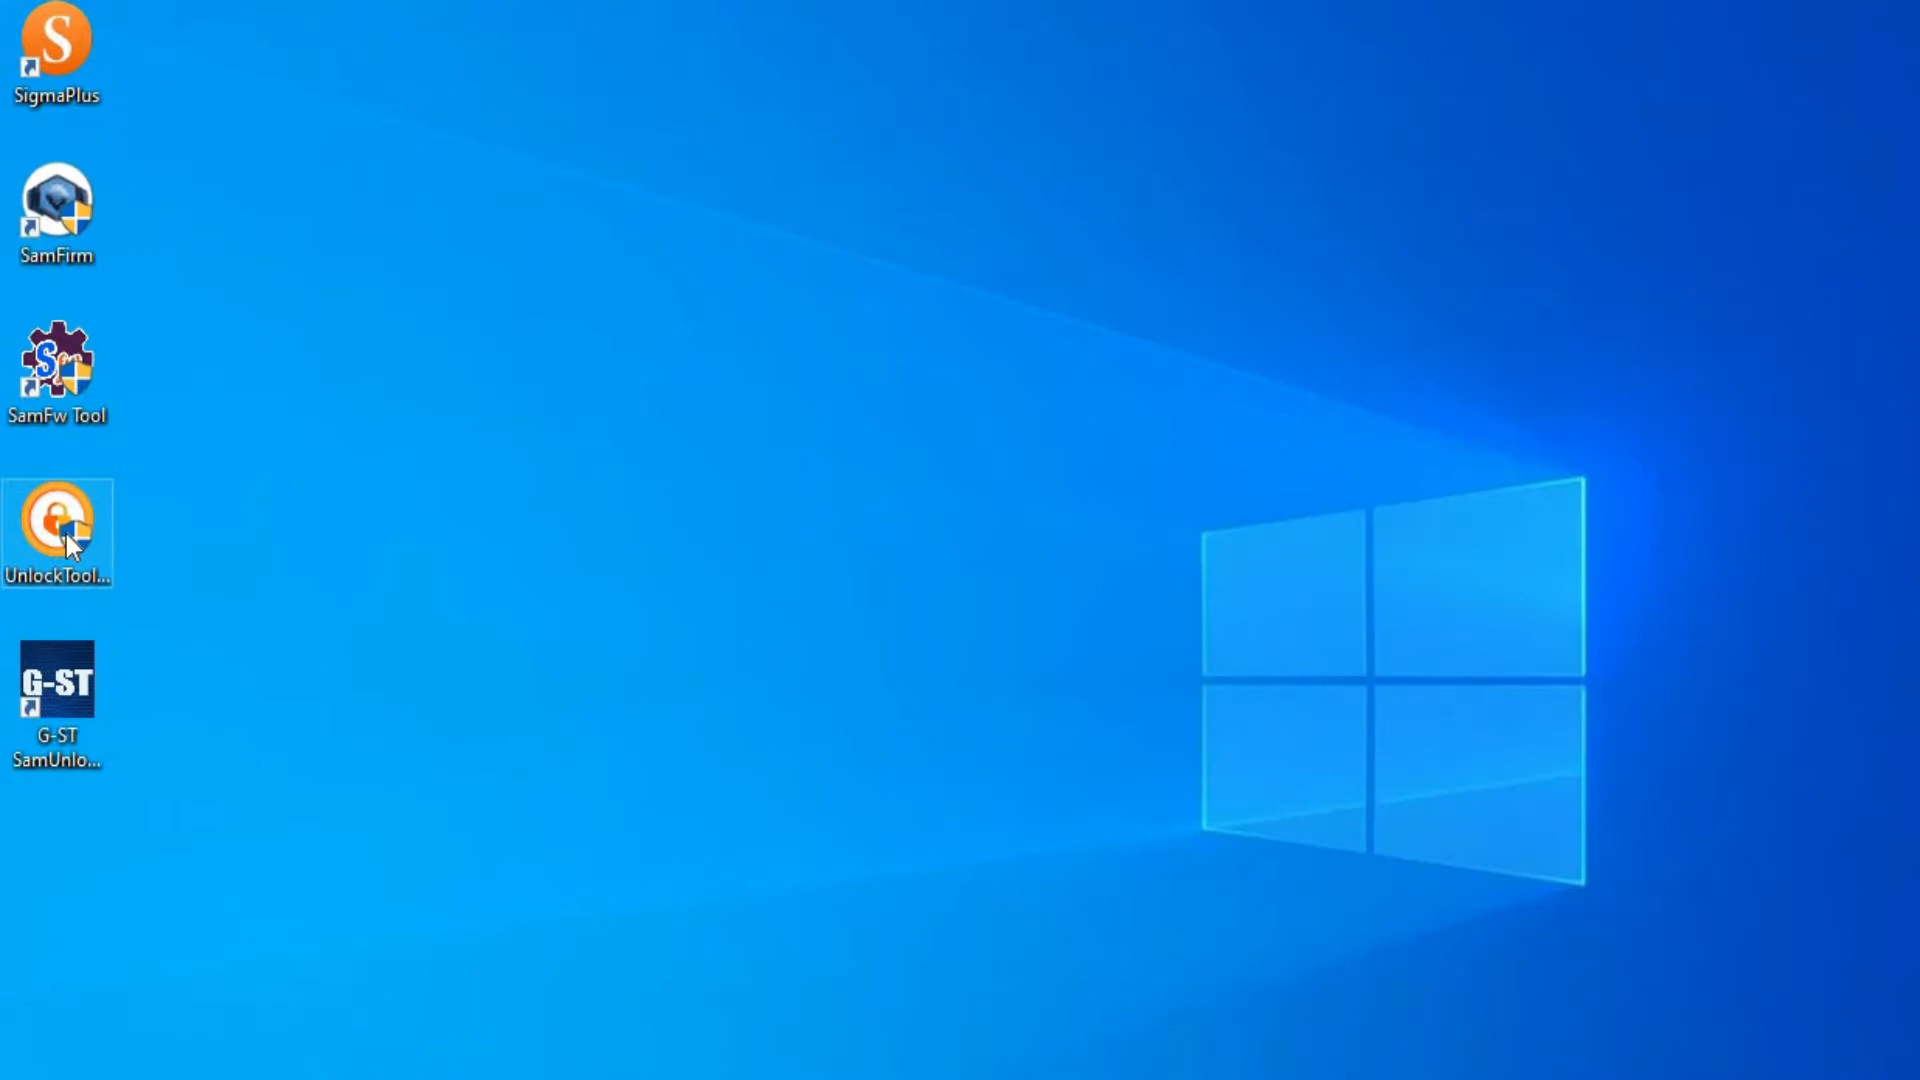 S
SigmaPlus
SamFirm
S
SamFw Tool
UnlockTool...
G-ST
G-ST
SamUnlo...